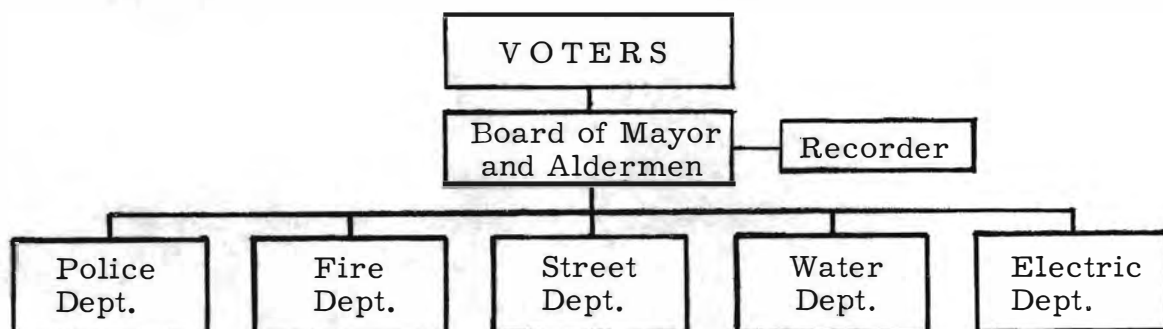 VOTERS
Board of Mayor
and Aldermen
Recorder
Police
Dept.
Fire
Dept.
Street
Dept.
Water
Dept.
Electric
Dept.